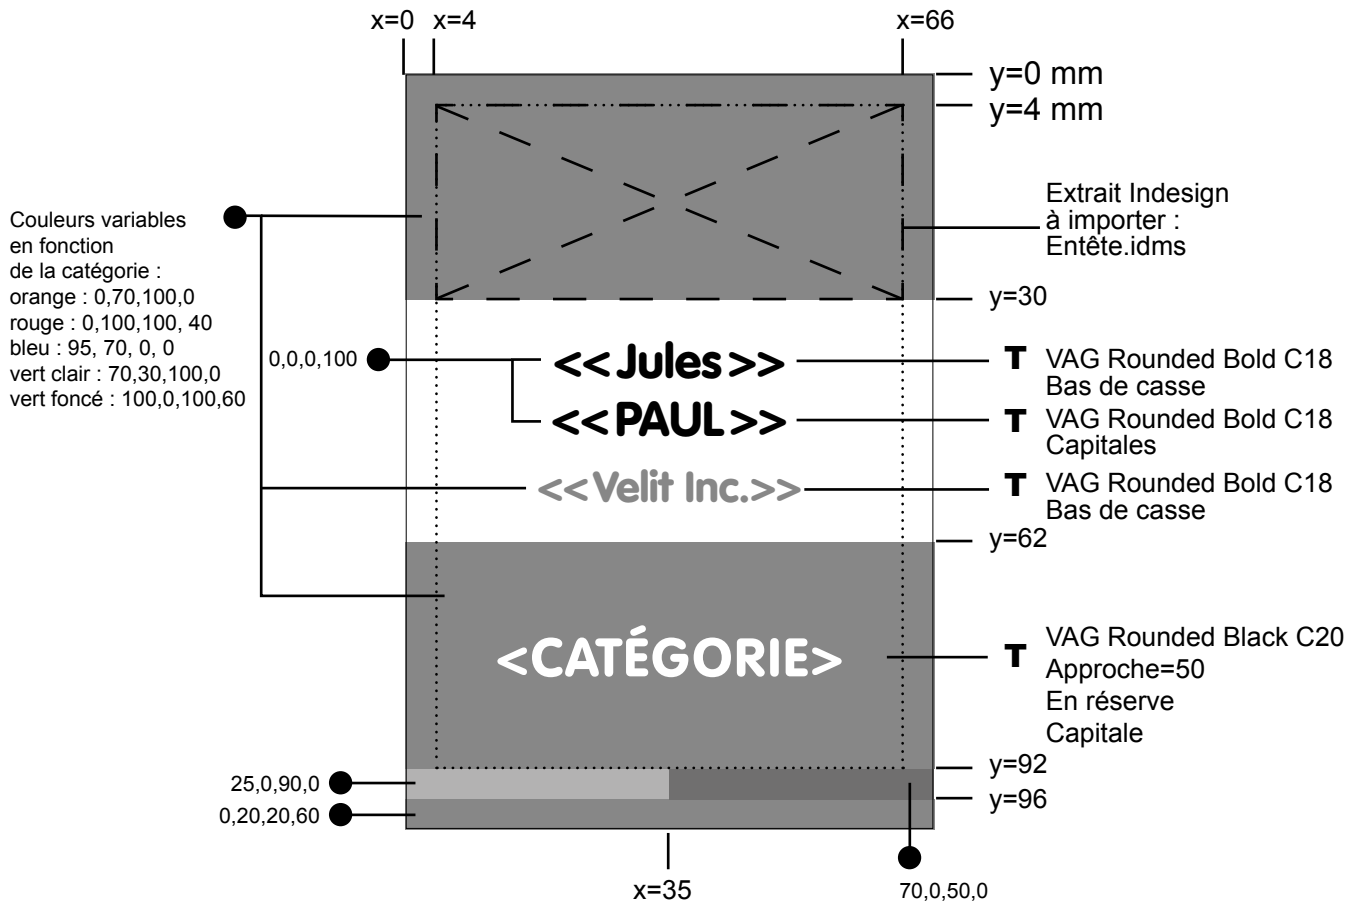 x=0 x=4 x=66
y=0 mm
y=4 mm
Extrait Indesign
à importer :
Entête.idms
Couleurs variables
en fonction
de la catégorie :
orange : 0,70,100,0
rouge : 0,100,100, 40
bleu : 95, 70, 0, 0
vert clair : 70,30,100,0
vert foncé : 100,0,100,60
y=30
0,0,0,100
<<Jules>>
T VAG Rounded Bold C18
Bas de casse
<<PAUL>>
T VAG Rounded Bold C18
Capitales
<<Velit Inc.>>
T VAG Rounded Bold C18
Bas de casse
y=62
<CATÉGORIE>
T VAG Rounded Black C20
Approche=50
En réserve
Capitale
y=92
25,0,90,0
y=96
0,20,20,60
x=35
70,0,50,0